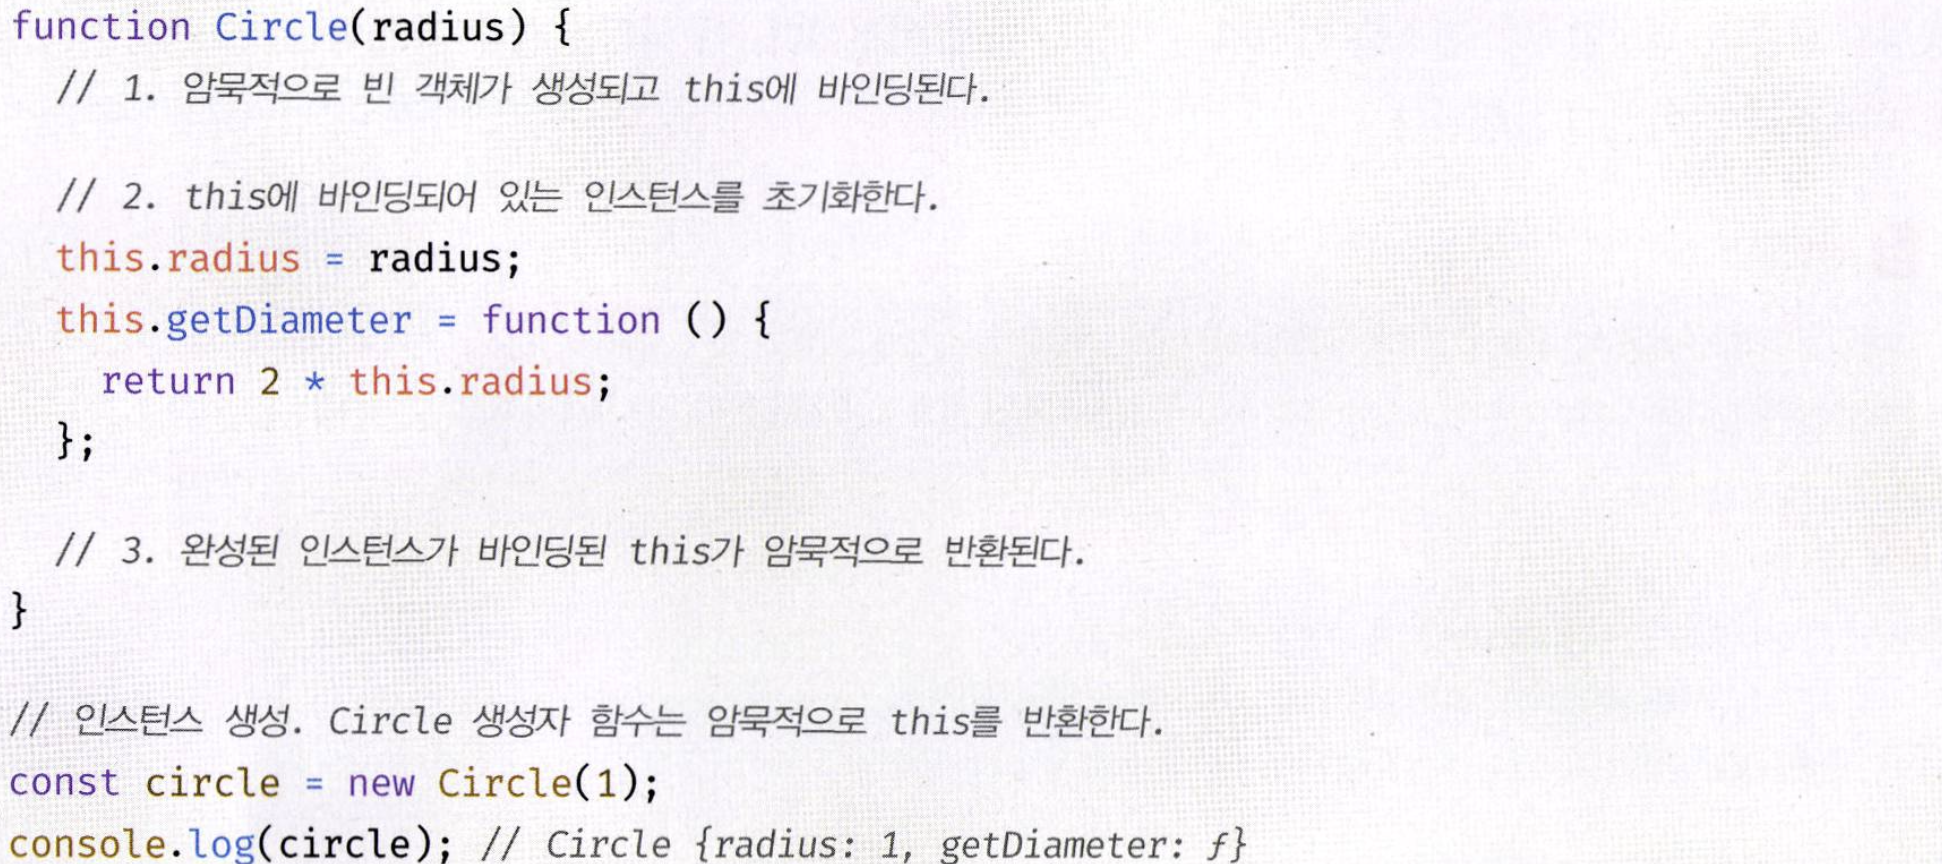 function Circle(radius) {
  // 1. 암묵적으로 빈 객체가 생성되고 this에 바인딩된다.
  // 2. this에 바인딩되어 있는 인스턴스를 초기화한다.
  this.radius = radius;
  this.getDiameter = function () {
    return 2 * this.radius;
  };
  // 3. 완성된 인스턴스가 바인딩된 this가 암묵적으로 반환된다.
}
// 인스턴스 생성. Circle 생성자 함수는 암묵적으로 this를 반환한다.
const circle = new Circle(1);
console.log(circle); // Circle {radius: 1, getDiameter: ƒ}